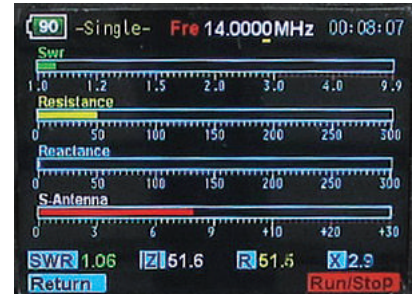 90 -Single- Fre 14.0000MHz 00:08:07
Swr
1.0 1.2 1.5 2.0 3.0 4.0 9.9
Resistance
0 50 100 150 200 250 300
Reactance
0 50 100 150 200 250 300
S-Antenna
0 3 6 9 +10 +20 +30
SWR 1.06 |Z| 51.6 R 51.5 X 2.9
Return Run/Stop